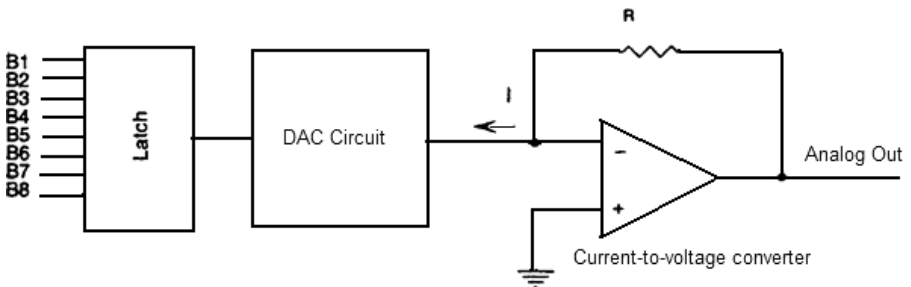 R
B1
B2
B3
B4
B5
B6
B7
B8
Latch
DAC Circuit
I
-
+
Analog Out
Current-to-voltage converter